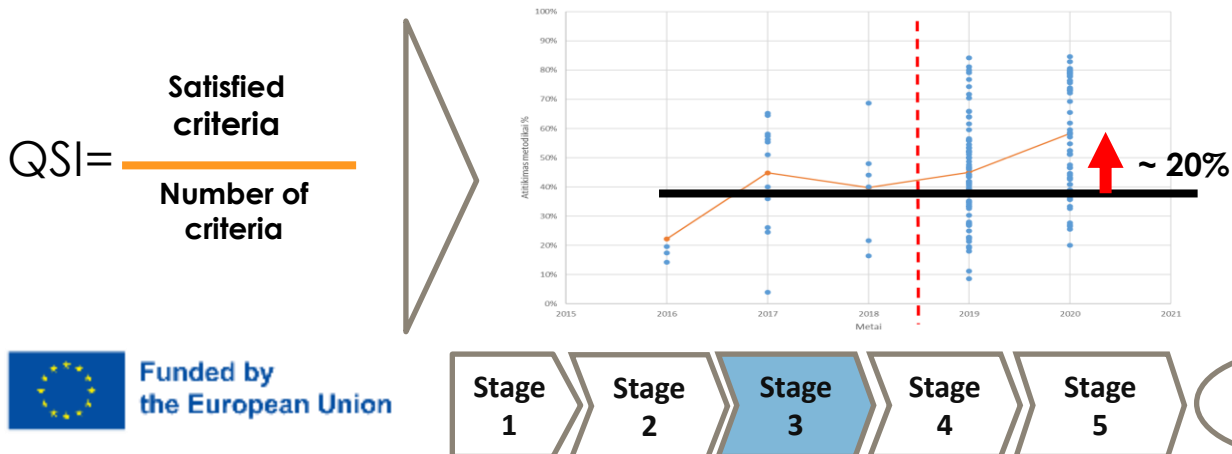 QSI=
Satisfied
criteria
Number of
criteria
100%
90%
80%
70%
60%
50%
40%
30%
20%
10%
0%
Atitikimas metodikai %
2015
2016
2017
2018
2019
2020
2021
Metai
~ 20%
Funded by
the European Union
Stage
1
Stage
2
Stage
3
Stage
4
Stage
5